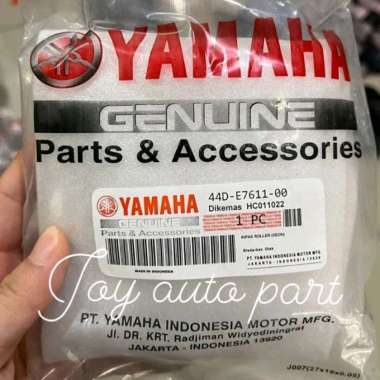 YAMAHA
GENUINE
Parts & Accessories
YAMAHA
GENUINE
Parts & Accessories
MADE IN INDONESIA
44D-E7611-00
Dikemas HC011022
1 PC
Diedarkan Oleh
PT. YAMAHA INDONESIA MOTOR MFG.
JAKARTA - INDONESIA 13920
Joy auto part
PT. YAMAHA INDONESIA MOTOR MFG.
Jl. DR. KRT. Radjiman Widyodiningrat
JAKARTA - INDONESIA 13920